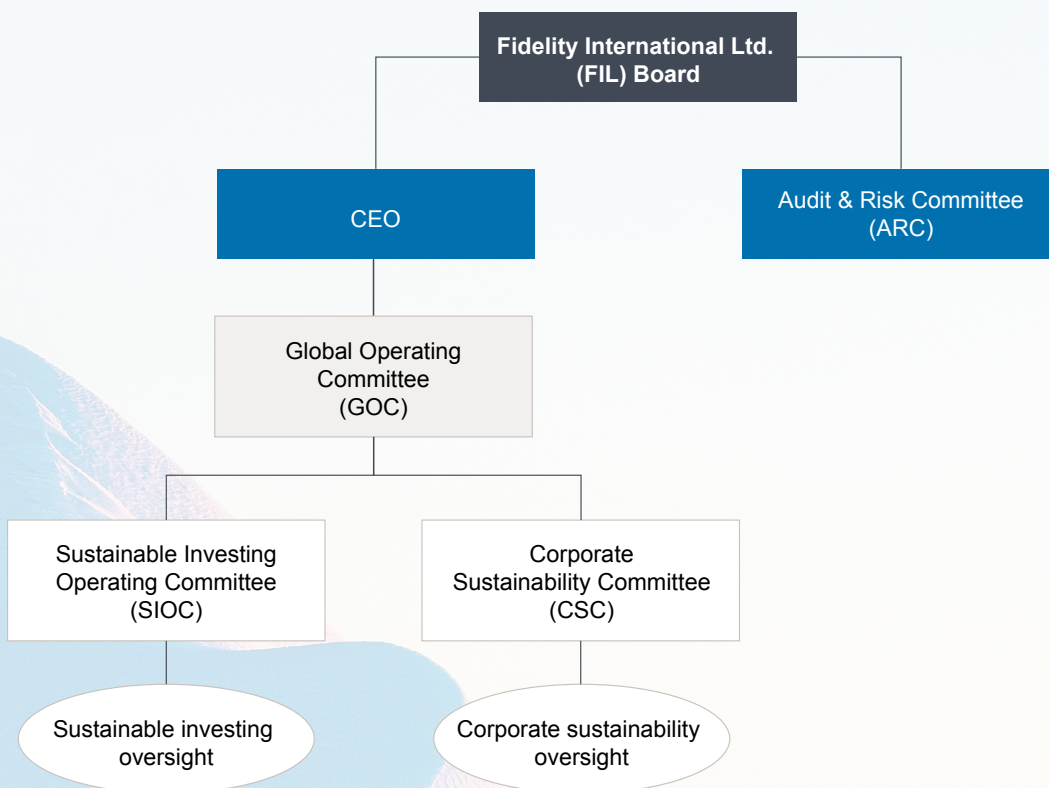 Fidelity International Ltd.
(FIL) Board
CEO
Audit & Risk Committee
(ARC)
Global Operating
Committee
(GOC)
Sustainable Investing
Operating Committee
(SIOC)
Corporate
Sustainability Committee
(CSC)
Sustainable investing
oversight
Corporate sustainability
oversight